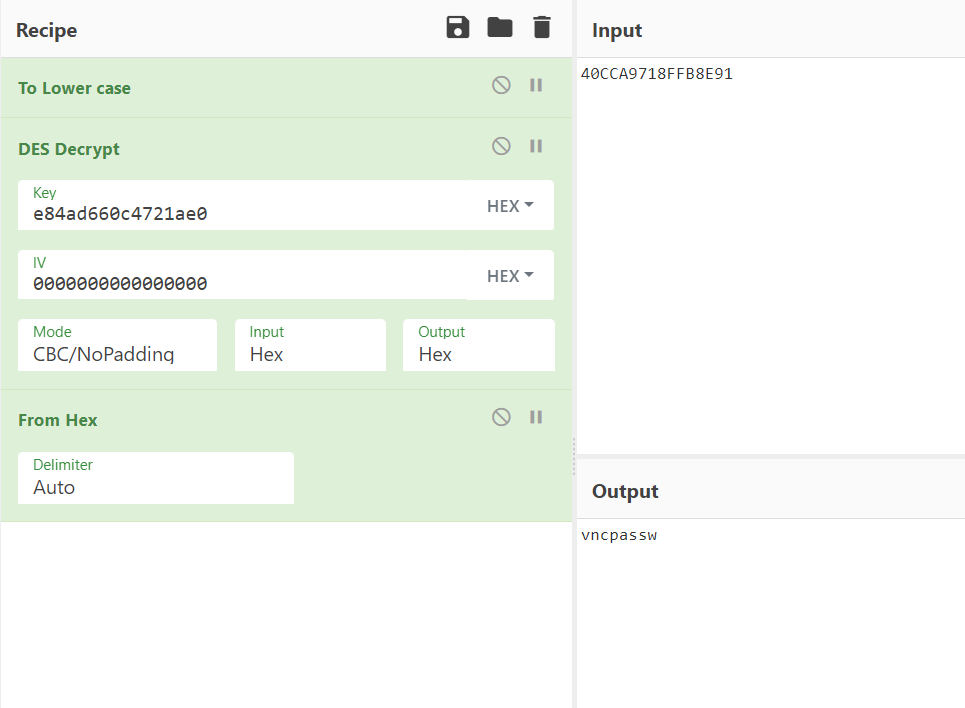 Recipe
To Lower case
DES Decrypt
Key
e84ad660c4721ae0
HEX
IV
0000000000000000
HEX
Mode
CBC/NoPadding
Input
Hex
Output
Hex
From Hex
Delimiter
Auto
Input
40CCA9718FFB8E91
Output
vncpassw